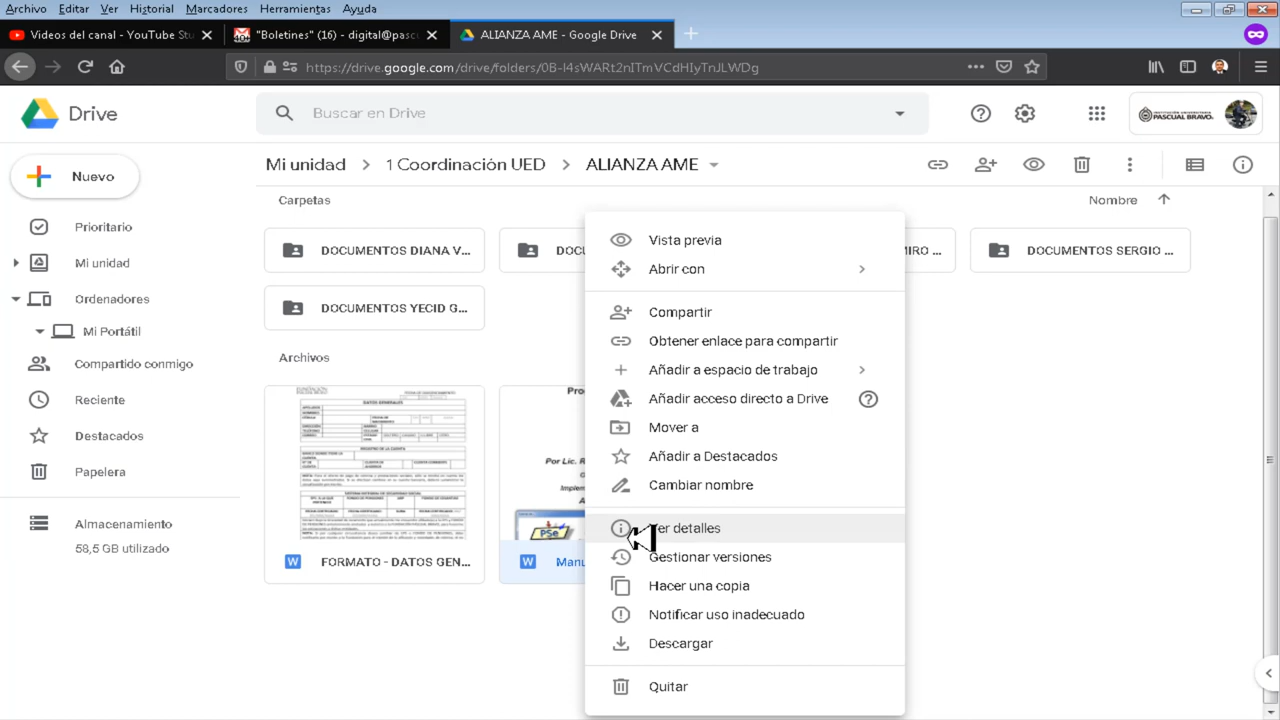 Archivo Editar Ver Historial Marcadores Herramientas Ayuda
Videos del canal - YouTube Stu
40+ "Boletines" (16) - digital@pasc
ALIANZA AME - Google Drive
https://drive.google.com/drive/folders/0B-I4sWARt2nITmVCdHIyTnJLWDg
Drive
Buscar en Drive
PASCUAL BRAVO
Nuevo
Mi unidad > 1 Coordinación UED > ALIANZA AME
Carpetas
Nombre
Prioritario
Mi unidad
Ordenadores
Mi Portátil
Compartido conmigo
Reciente
Destacados
Papelera
Almacenamiento
58,5 GB utilizado
DOCUMENTOS DIANA V...
DOCU
MIRO ...
DOCUMENTOS SERGIO ...
DOCUMENTOS YECID G...
Archivos
DATOS GENERALES
FORMATO - DATOS GEN...
Por Lic. R
Implem
Manu
Vista previa
Abrir con
Compartir
Obtener enlace para compartir
Añadir a espacio de trabajo
Añadir acceso directo a Drive
Mover a
Añadir a Destacados
Cambiar nombre
Ver detalles
Gestionar versiones
Hacer una copia
Notificar uso inadecuado
Descargar
Quitar